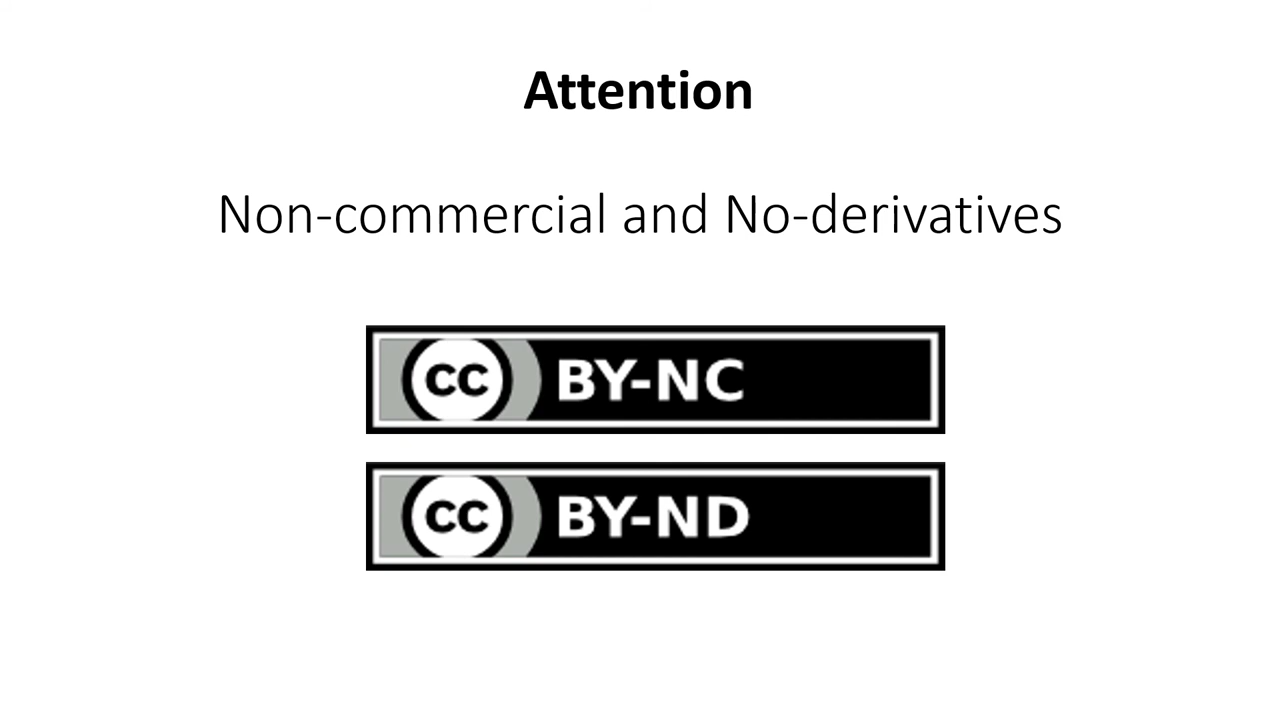 Attention
Non-commercial and No-derivatives
cc BY-NC
cc BY-ND